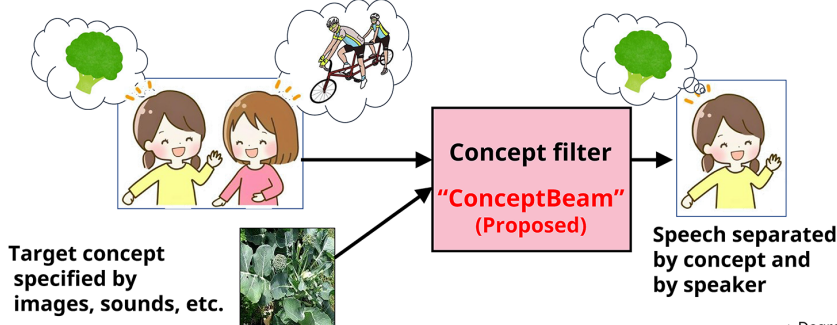 Concept filter
“ConceptBeam”
(Proposed)
Target concept
specified by
images, sounds, etc.
Speech separated
by concept and
by speaker